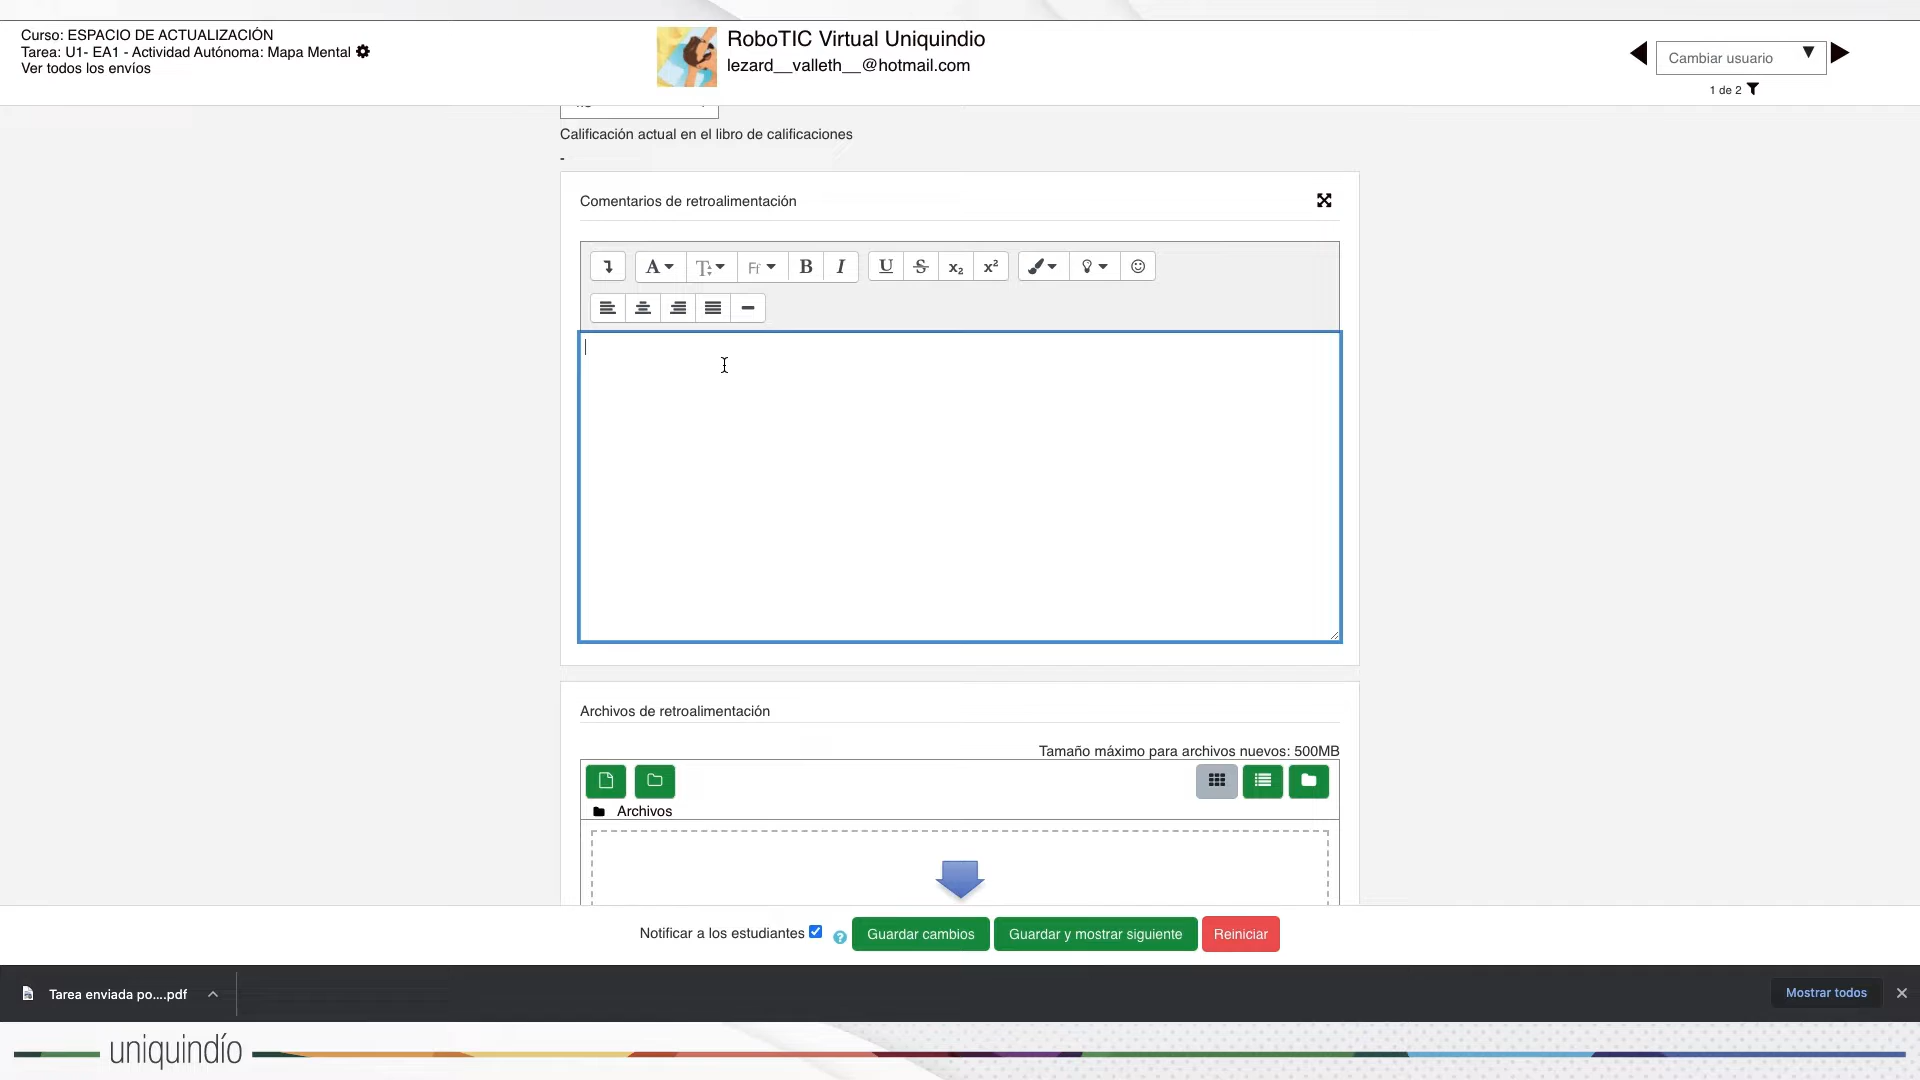 Curso: ESPACIO DE ACTUALIZACIÓN
Tarea: U1- EA1 - Actividad Autónoma: Mapa Mental
Ver todos los envíos
RoboTIC Virtual Uniquindio
lezard__valleth__@hotmail.com
Cambiar usuario
1 de 2
Calificación actual en el libro de calificaciones
-
Comentarios de retroalimentación
Archivos de retroalimentación
Tamaño máximo para archivos nuevos: 500MB
Archivos
Notificar a los estudiantes
Guardar cambios
Guardar y mostrar siguiente
Reiniciar
Tarea enviada po....pdf
Mostrar todos
uniquindío